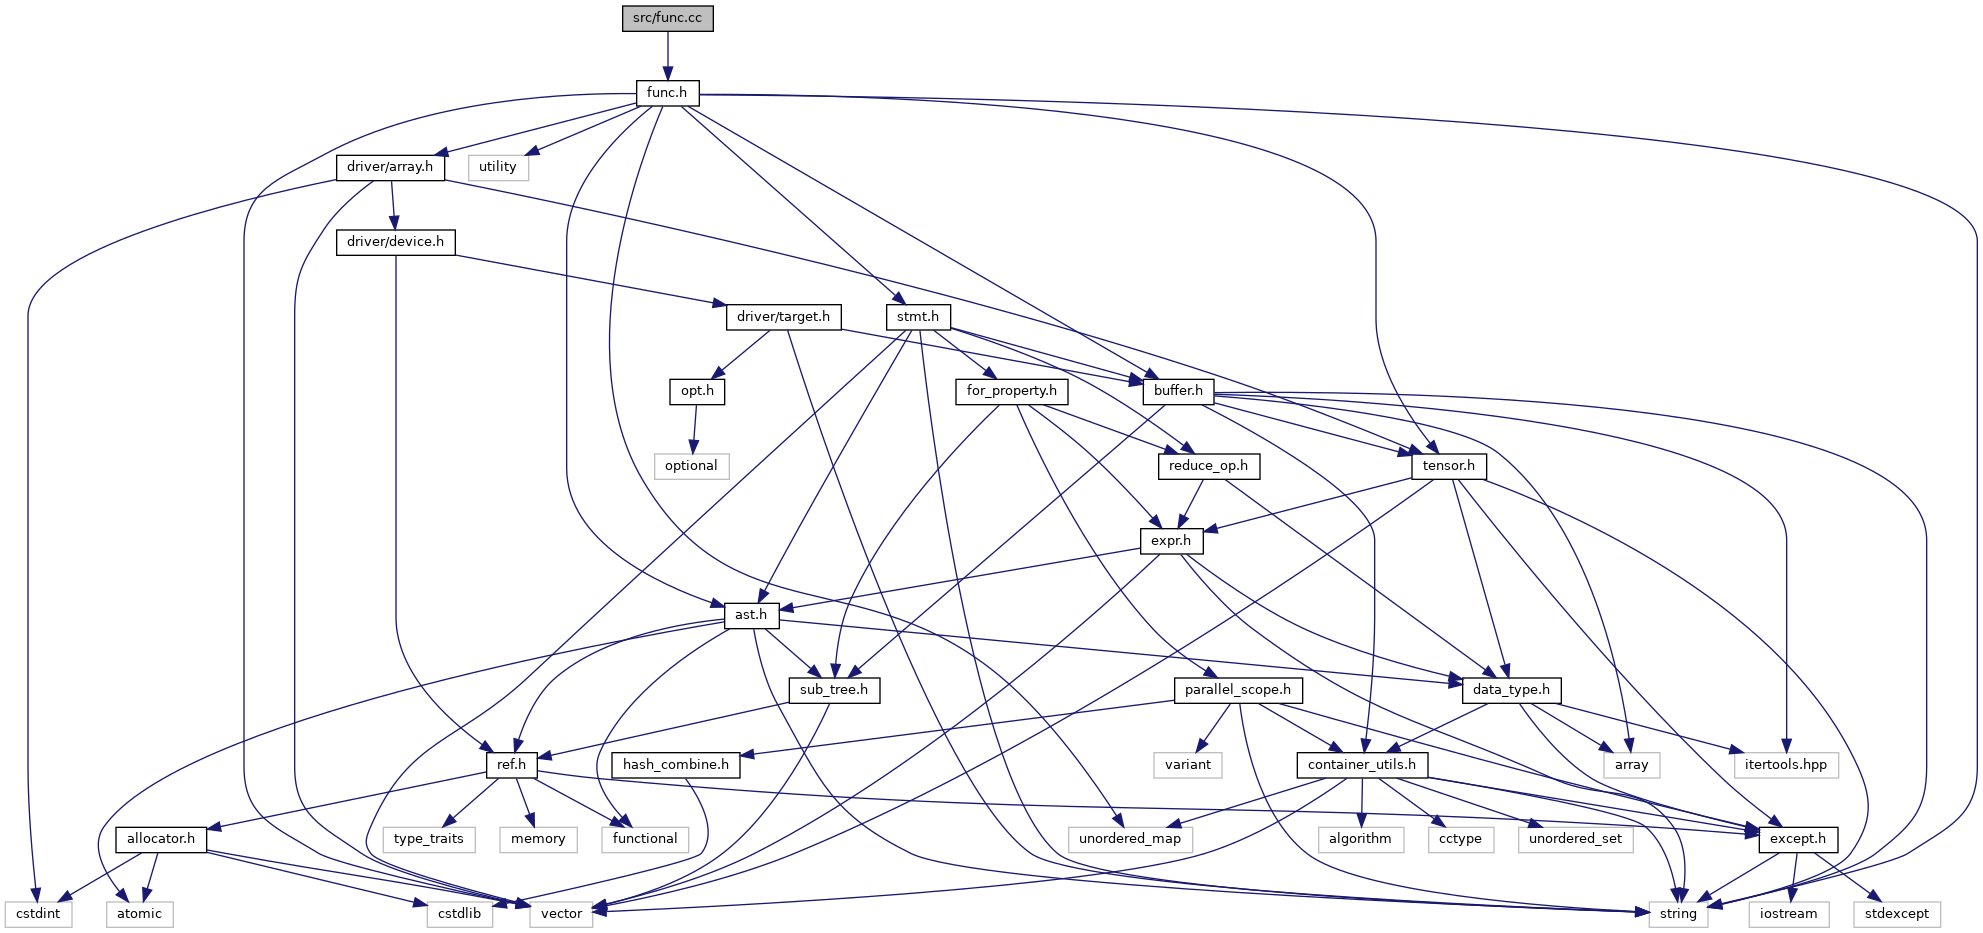 src/func.cc
func.h
driver/array.h
utility
driver/device.h
driver/target.h
stmt.h
opt.h
for_property.h
buffer.h
optional
reduce_op.h
tensor.h
expr.h
ast.h
sub_tree.h
parallel_scope.h
data_type.h
ref.h
hash_combine.h
variant
container_utils.h
array
itertools.hpp
allocator.h
type_traits
memory
functional
unordered_map
algorithm
cctype
unordered_set
except.h
cstdint
atomic
cstdlib
vector
string
iostream
stdexcept